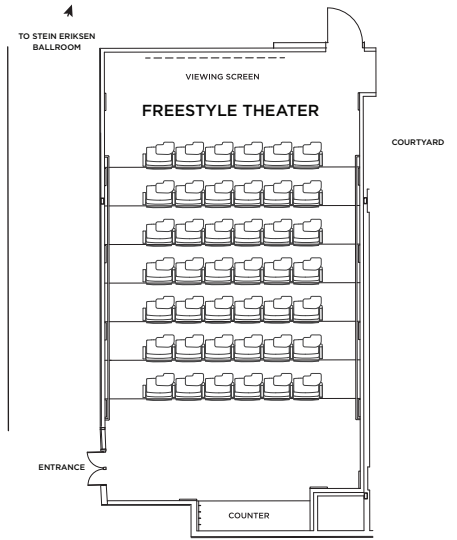 TO STEIN ERIKSEN
BALLROOM
VIEWING SCREEN
FREESTYLE THEATER
COURTYARD
ENTRANCE
COUNTER